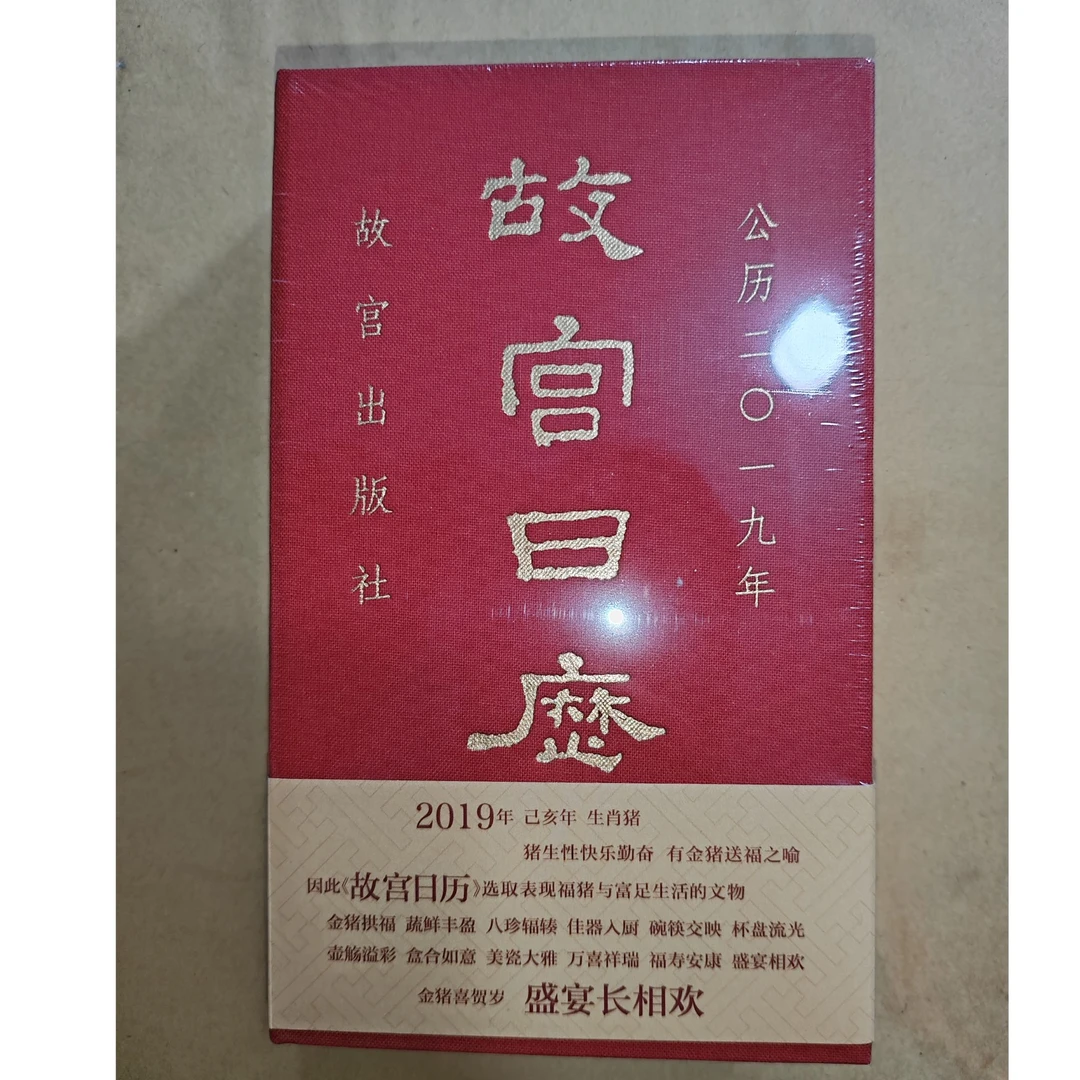 公历二〇一九年
故宫日歷
故宫出版社
2019年 己亥年 生肖猪
猪生性快乐勤奋 有金猪送福之喻
因此《故宫日历》选取表现福猪与富足生活的文物
金猪拱福 蔬鲜丰盈 八珍辐辏 佳器入厨 碗筷交映 杯盘流光
壶觞溢彩 盒合如意 美瓷大雅 万喜祥瑞 福寿安康 盛宴相欢
金猪喜贺岁 盛宴长相欢